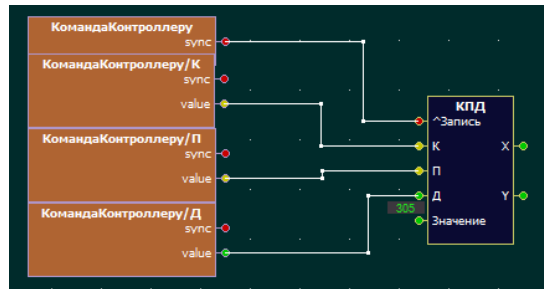 КомандаКонтроллеру
sync
КомандаКонтроллеру/К
sync
value
КомандаКонтроллеру/П
sync
value
КомандаКонтроллеру/Д
sync
value
КПД
^Запись
К X
П
Д Y
305
Значение